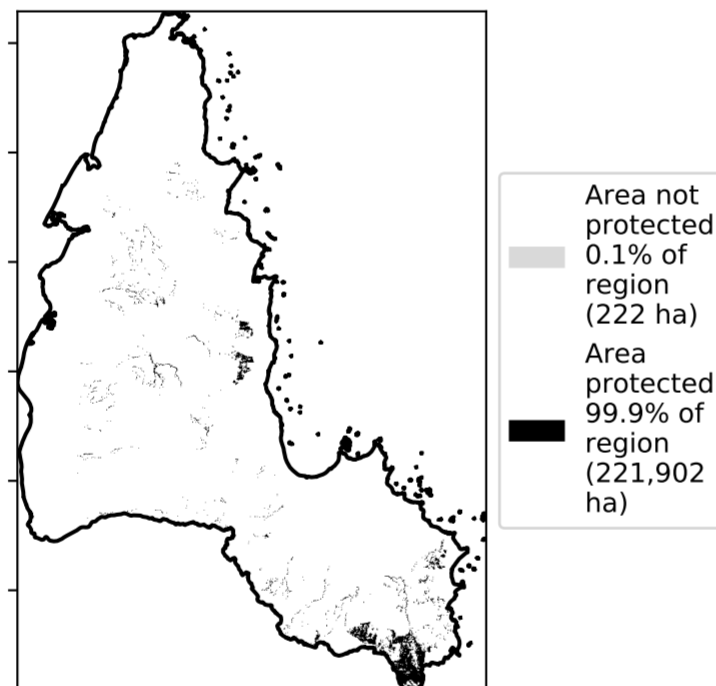 Area not
protected
0.1% of
region
(222 ha)
Area
protected
99.9% of
region
(221,902
ha)